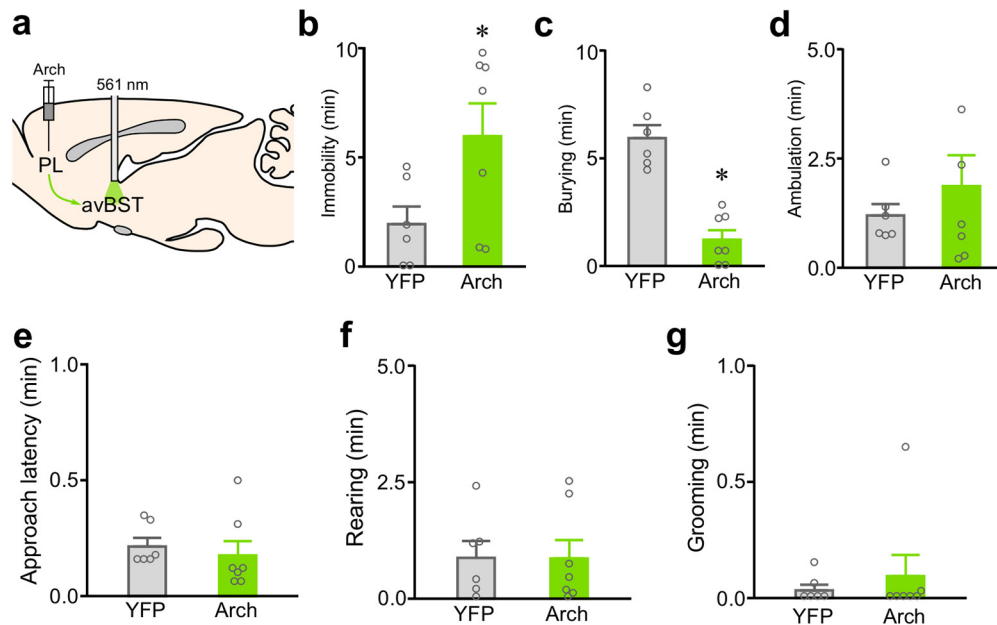 a
Arch
561 nm
PL
avBST
b
Immobility (min)
10
5
0
*
YFP
Arch
c
Burying (min)
10
5
0
*
YFP
Arch
d
Ambulation (min)
5.0
2.5
0.0
YFP
Arch
e
Approach latency (min)
1.0
0.5
0.0
YFP
Arch
f
Rearing (min)
5.0
2.5
0.0
YFP
Arch
g
Grooming (min)
1.0
0.5
0.0
YFP
Arch